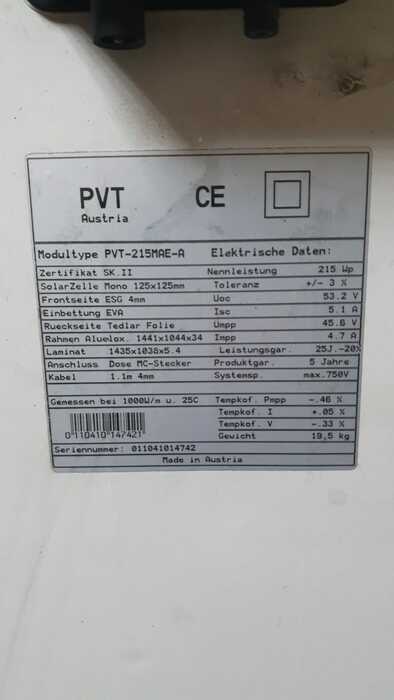 PVT CE
Austria
Modultype PVT-215MAE-A Elektrische Daten:
Zertifikat SK.II Nennleistung 215 Wp
SolarZelle Mono 125x125mm Toleranz +/- 3 %
Frontseite ESG 4mm Uoc 53.2 V
Einbettung EVA Isc 5.1 A
Rueckseite Tedlar Folie Umpp 45.6 V
Rahmen Aluelox. 1441x1044x34 Impp 4.7 A
Laminat 1435x1038x5.4 Leistungsgar. 25J.-20%
Anschluss Dose MC-Stecker Produktgar. 5 Jahre
Kabel 1.1m 4mm Systemsp. max.750V
Gemessen bei 1000W/m u. 25C Tempkof. Pmpp -.46 %
Tempkof. I +.05 %
Tempkof. V -.33 %
0 110410 147421 Gewicht 19,5 kg
Seriennummer: 011041014742
Made in Austria